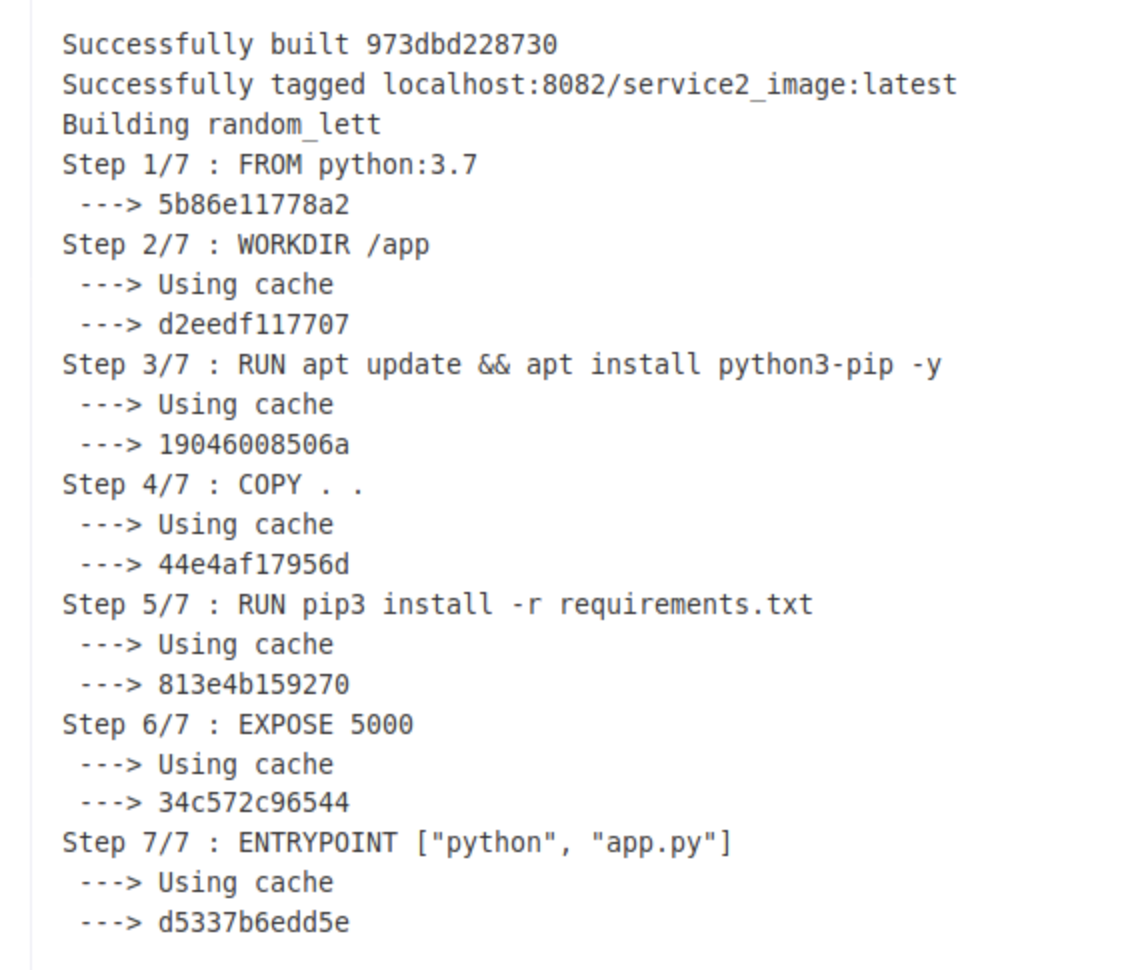 Successfully built 973dbd228730
Successfully tagged localhost:8082/service2_image:latest
Building random_lett
Step 1/7 : FROM python:3.7
 ---> 5b86e11778a2
Step 2/7 : WORKDIR /app
 ---> Using cache
 ---> d2eedf117707
Step 3/7 : RUN apt update && apt install python3-pip -y
 ---> Using cache
 ---> 19046008506a
Step 4/7 : COPY . .
 ---> Using cache
 ---> 44e4af17956d
Step 5/7 : RUN pip3 install -r requirements.txt
 ---> Using cache
 ---> 813e4b159270
Step 6/7 : EXPOSE 5000
 ---> Using cache
 ---> 34c572c96544
Step 7/7 : ENTRYPOINT ["python", "app.py"]
 ---> Using cache
 ---> d5337b6edd5e